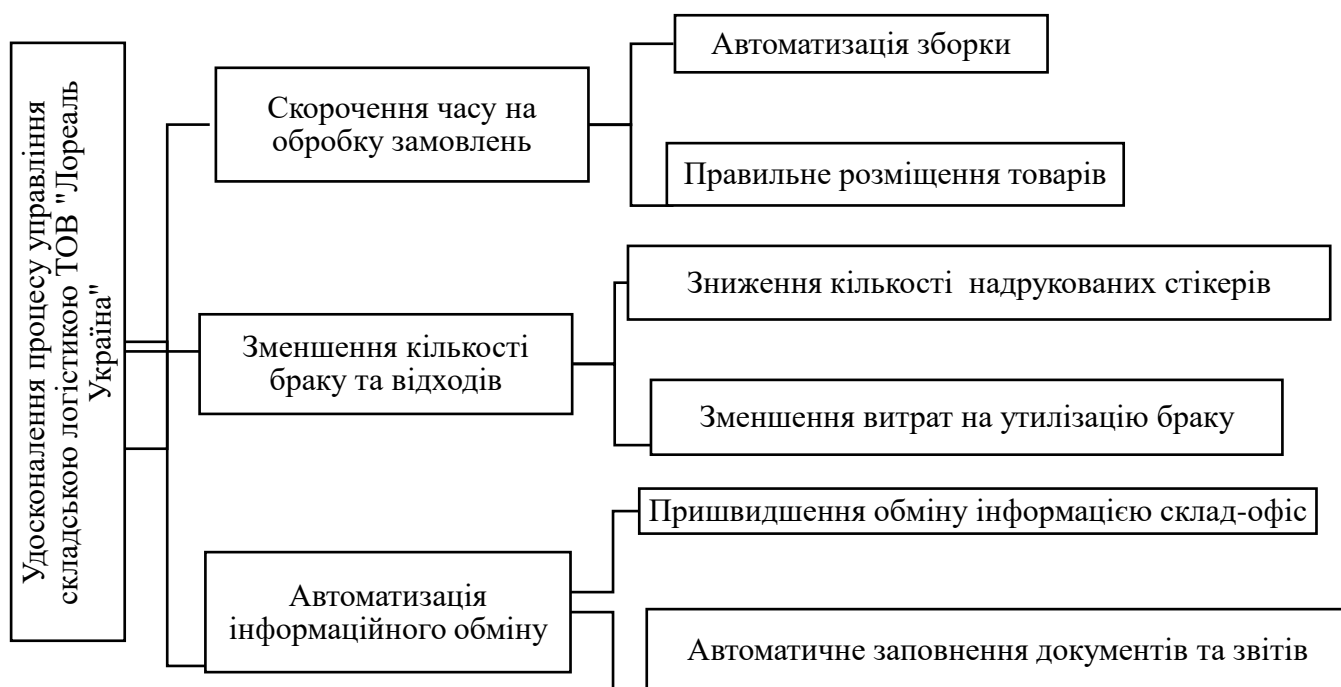 Удосконалення процесу управління
складською логістикою ТОВ "Лореаль
Україна"
Скорочення часу на
обробку замовлень
Автоматизація зборки
Правильне розміщення товарів
Зменшення кількості
браку та відходів
Зниження кількості  надрукованих стікерів
Зменшення витрат на утилізацію браку
Автоматизація
інформаційного обміну
Пришвидшення обміну інформацією склад-офіс
Автоматичне заповнення документів та звітів